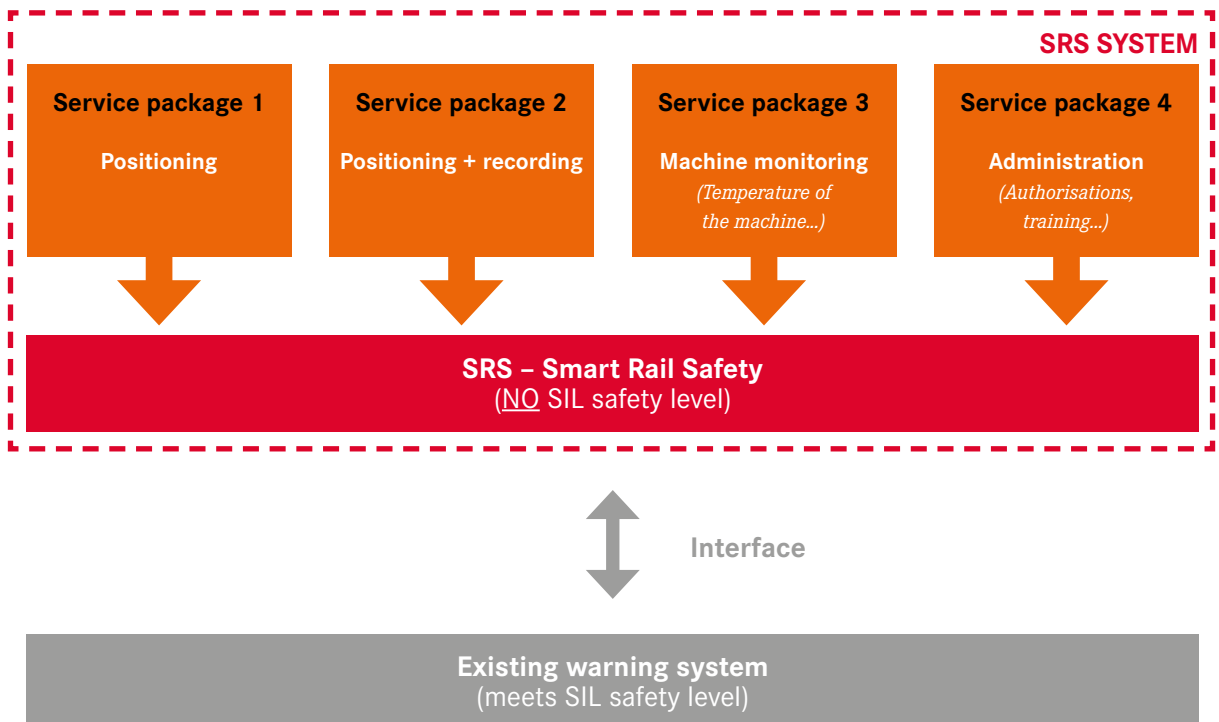 SRS SYSTEM
Service package 1
Positioning
Service package 2
Positioning + recording
Service package 3
Machine monitoring
(Temperature of
the machine...)
Service package 4
Administration
(Authorisations,
training...)
SRS – Smart Rail Safety
(NO SIL safety level)
Interface
Existing warning system
(meets SIL safety level)